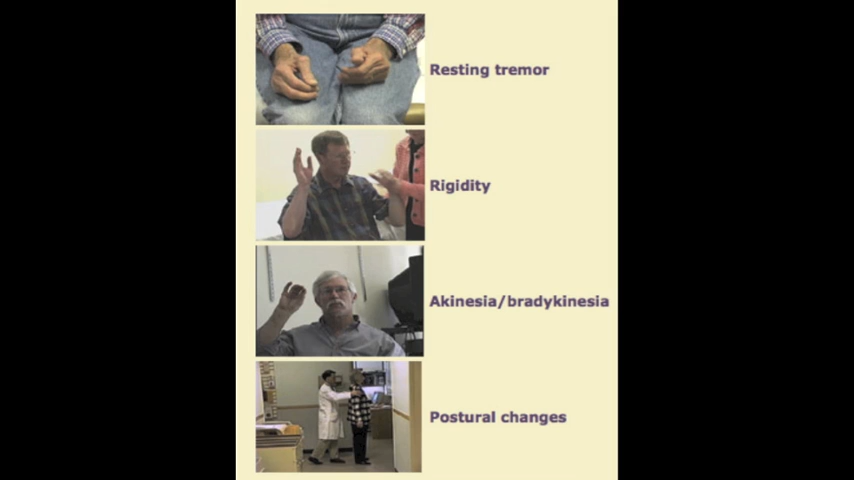 Resting tremor
Rigidity
Akinesia/bradykinesia
Postural changes